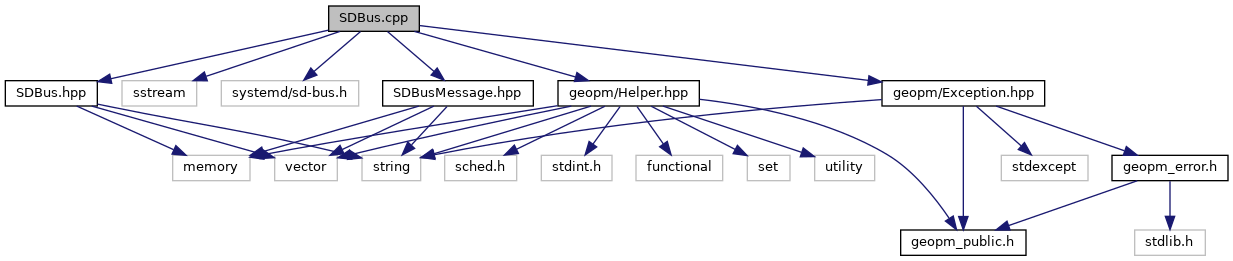 SDBus.cpp
SDBus.hpp
sstream
systemd/sd-bus.h
SDBusMessage.hpp
geopm/Helper.hpp
geopm/Exception.hpp
memory
vector
string
sched.h
stdint.h
functional
set
utility
stdexcept
geopm_error.h
geopm_public.h
stdlib.h